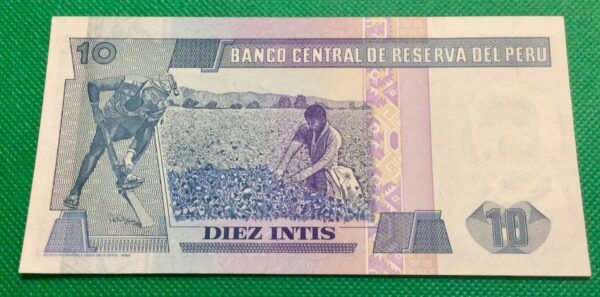 10
BANCO CENTRAL DE RESERVA DEL PERU
DIEZ INTIS
10